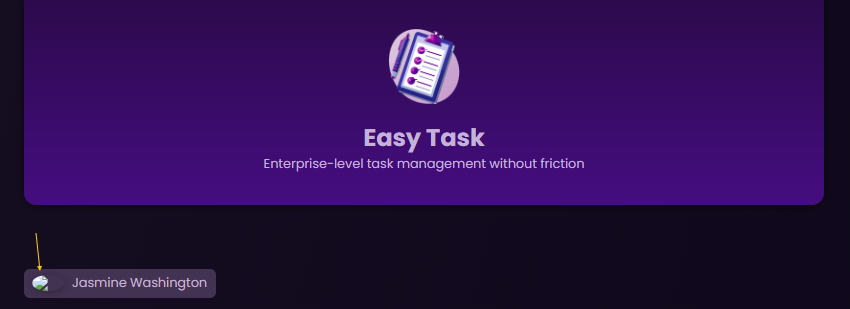 Easy Task
Enterprise-level task management without friction
Jasmine Washington